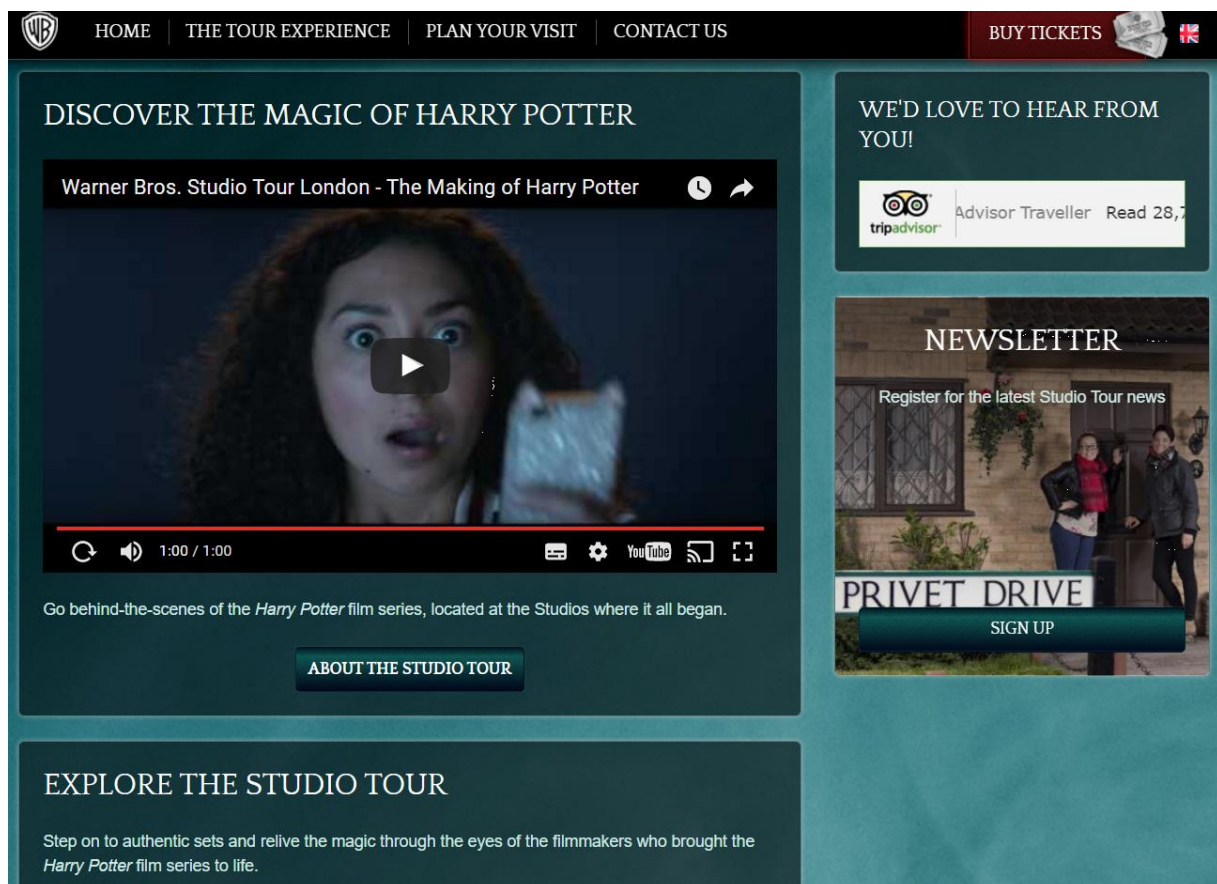 WB
HOME
THE TOUR EXPERIENCE
PLAN YOUR VISIT
CONTACT US
BUY TICKETS
DISCOVER THE MAGIC OF HARRY POTTER
Warner Bros. Studio Tour London - The Making of Harry Potter
1:00 / 1:00
YouTube
Go behind-the-scenes of the Harry Potter film series, located at the Studios where it all began.
ABOUT THE STUDIO TOUR
EXPLORE THE STUDIO TOUR
Step on to authentic sets and relive the magic through the eyes of the filmmakers who brought the
Harry Potter film series to life.
WE'D LOVE TO HEAR FROM
YOU!
tripadvisor
Advisor Traveller Read 28,
NEWSLETTER
Register for the latest Studio Tour news
PRIVET DRIVE
SIGN UP